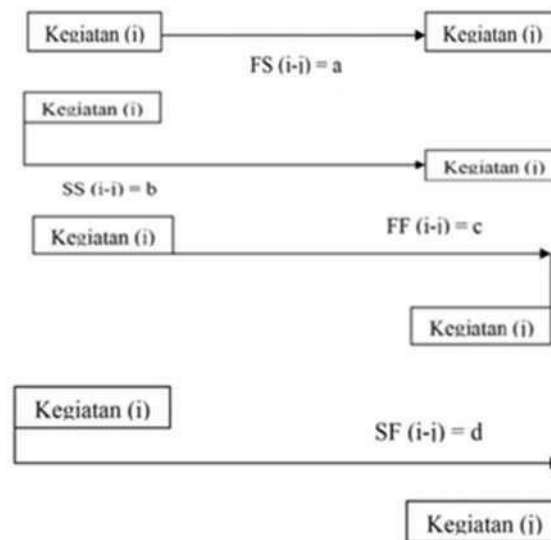 Kegiatan (i) Kegiatan (j)
FS (i-j) = a
Kegiatan (i)
Kegiatan (j)
SS (i-j) = b
Kegiatan (i)
FF (i-j) = c
Kegiatan (j)
Kegiatan (i)
SF (i-j) = d
Kegiatan (j)